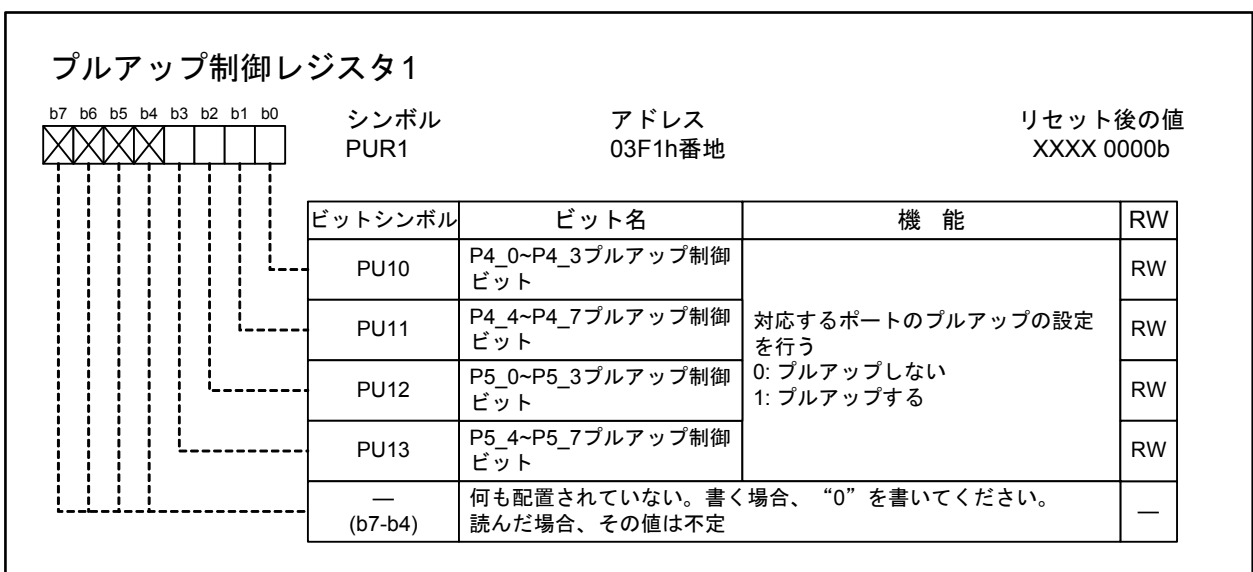 プルアップ制御レジスタ1
b7 b6 b5 b4 b3 b2 b1 b0
シンボル アドレス リセット後の値
PUR1 03F1h番地 XXXX 0000b
ビットシンボル ビット名 機 能 RW
PU10 P4_0~P4_3プルアップ制御
ビット RW
PU11 P4_4~P4_7プルアップ制御
ビット RW
PU12 P5_0~P5_3プルアップ制御
ビット RW
PU13 P5_4~P5_7プルアップ制御
ビット RW
対応するポートのプルアップの設定
を行う
0: プルアップしない
1: プルアップする
—
(b7-b4) 何も配置されていない。書く場合、“0”を書いてください。
読んだ場合、その値は不定 —